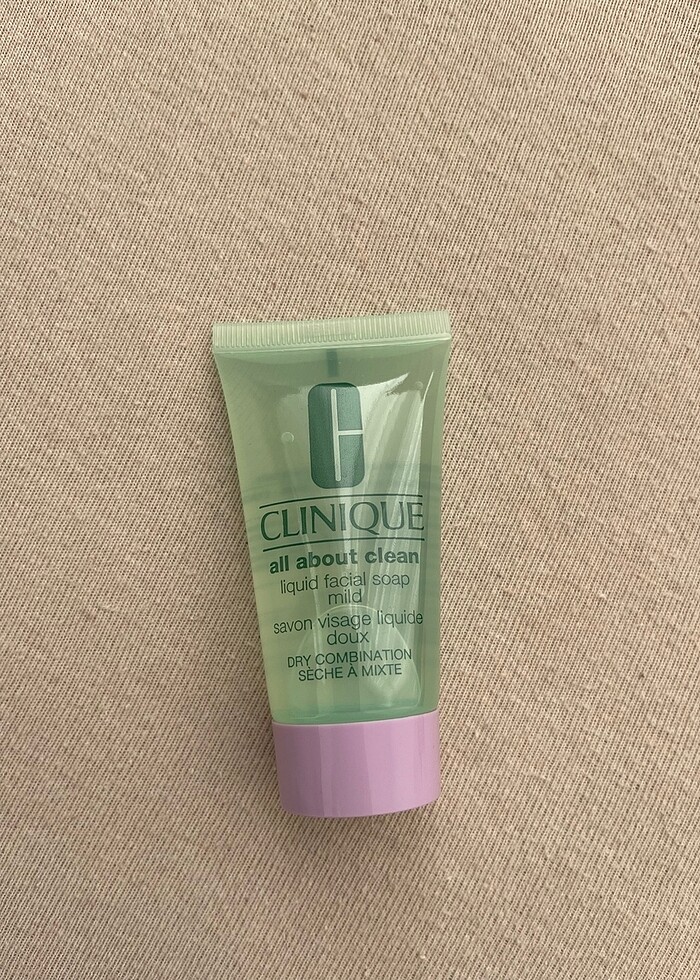 CLINIQUE
all about clean
liquid facial soap
mild
savon visage liquide
doux
DRY COMBINATION
SÈCHE À MIXTE